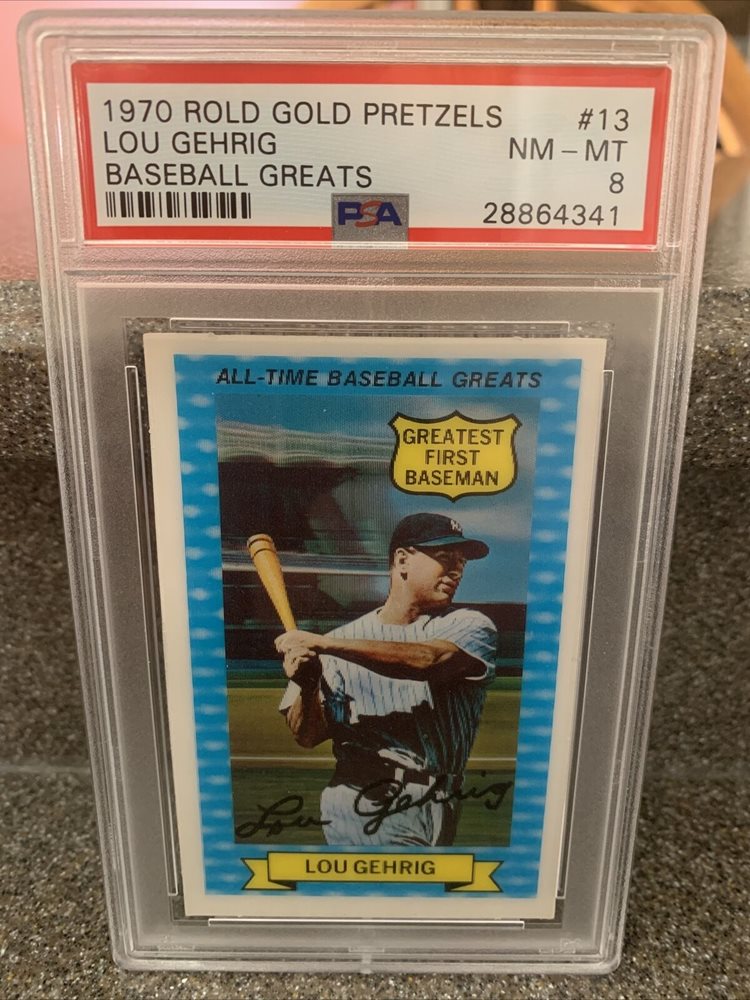 1970 ROLD GOLD PRETZELS #13
LOU GEHRIG NM - MT
BASEBALL GREATS 8
PSA 28864341
ALL-TIME BASEBALL GREATS
GREATEST
FIRST
BASEMAN
NY
Lou Gehrig
LOU GEHRIG